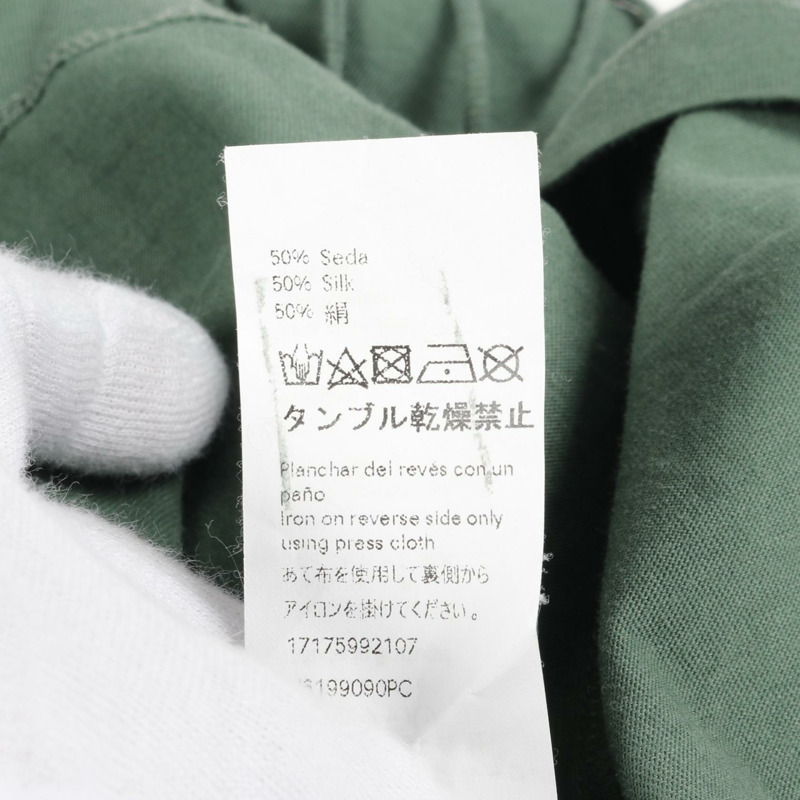 50% Seda
50% Silk
50% 絹
タンブル乾燥禁止
Planchar del revés con un
paño
Iron on reverse side only
using press cloth.
あて布を使用して裏側から
アイロンを掛けてください。
17175992107